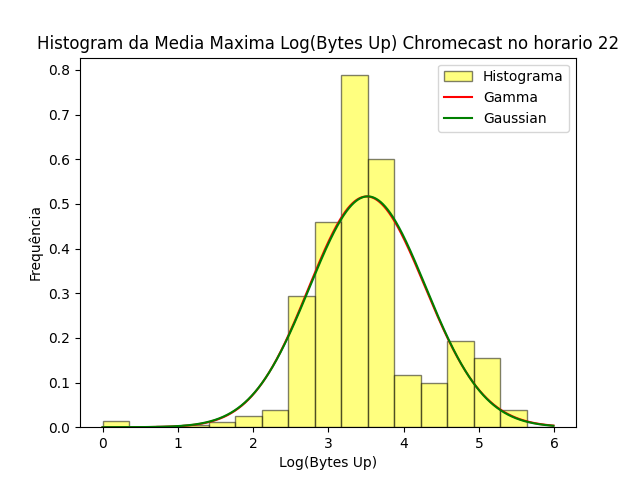 Histogram da Media Maxima Log(Bytes Up) Chromecast no horario 22
Histograma
Gamma
Gaussian
Frequência
0.8
0.7
0.6
0.5
0.4
0.3
0.2
0.1
0.0
0 1 2 3 4 5 6
Log(Bytes Up)